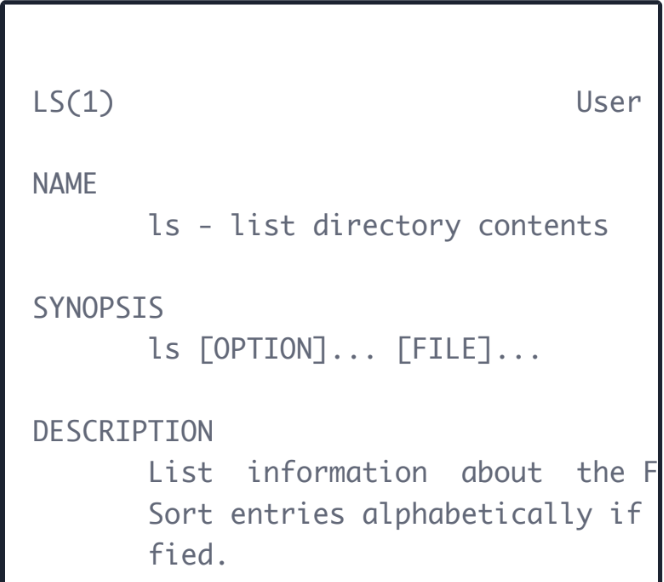 LS(1) User
NAME
ls - list directory contents
SYNOPSIS
ls [OPTION]... [FILE]...
DESCRIPTION
List information about the F
Sort entries alphabetically if
fied.